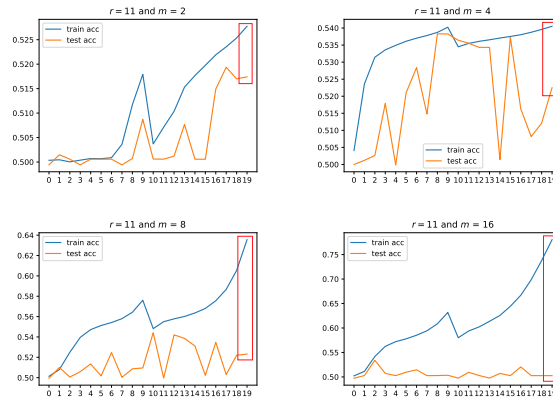 r = 11 and m = 2
train acc
test acc
0.525
0.520
0.515
0.510
0.505
0.500
0 1 2 3 4 5 6 7 8 9 10 11 12 13 14 15 16 17 18 19
r = 11 and m = 4
0.540
0.535
0.530
0.525
0.520
0.515
0.510
0.505
0.500
train acc
test acc
0 1 2 3 4 5 6 7 8 9 10 11 12 13 14 15 16 17 18 19
r = 11 and m = 8
train acc
test acc
0.64
0.62
0.60
0.58
0.56
0.54
0.52
0.50
0 1 2 3 4 5 6 7 8 9 10 11 12 13 14 15 16 17 18 19
r = 11 and m = 16
train acc
test acc
0.75
0.70
0.65
0.60
0.55
0.50
0 1 2 3 4 5 6 7 8 9 10 11 12 13 14 15 16 17 18 19